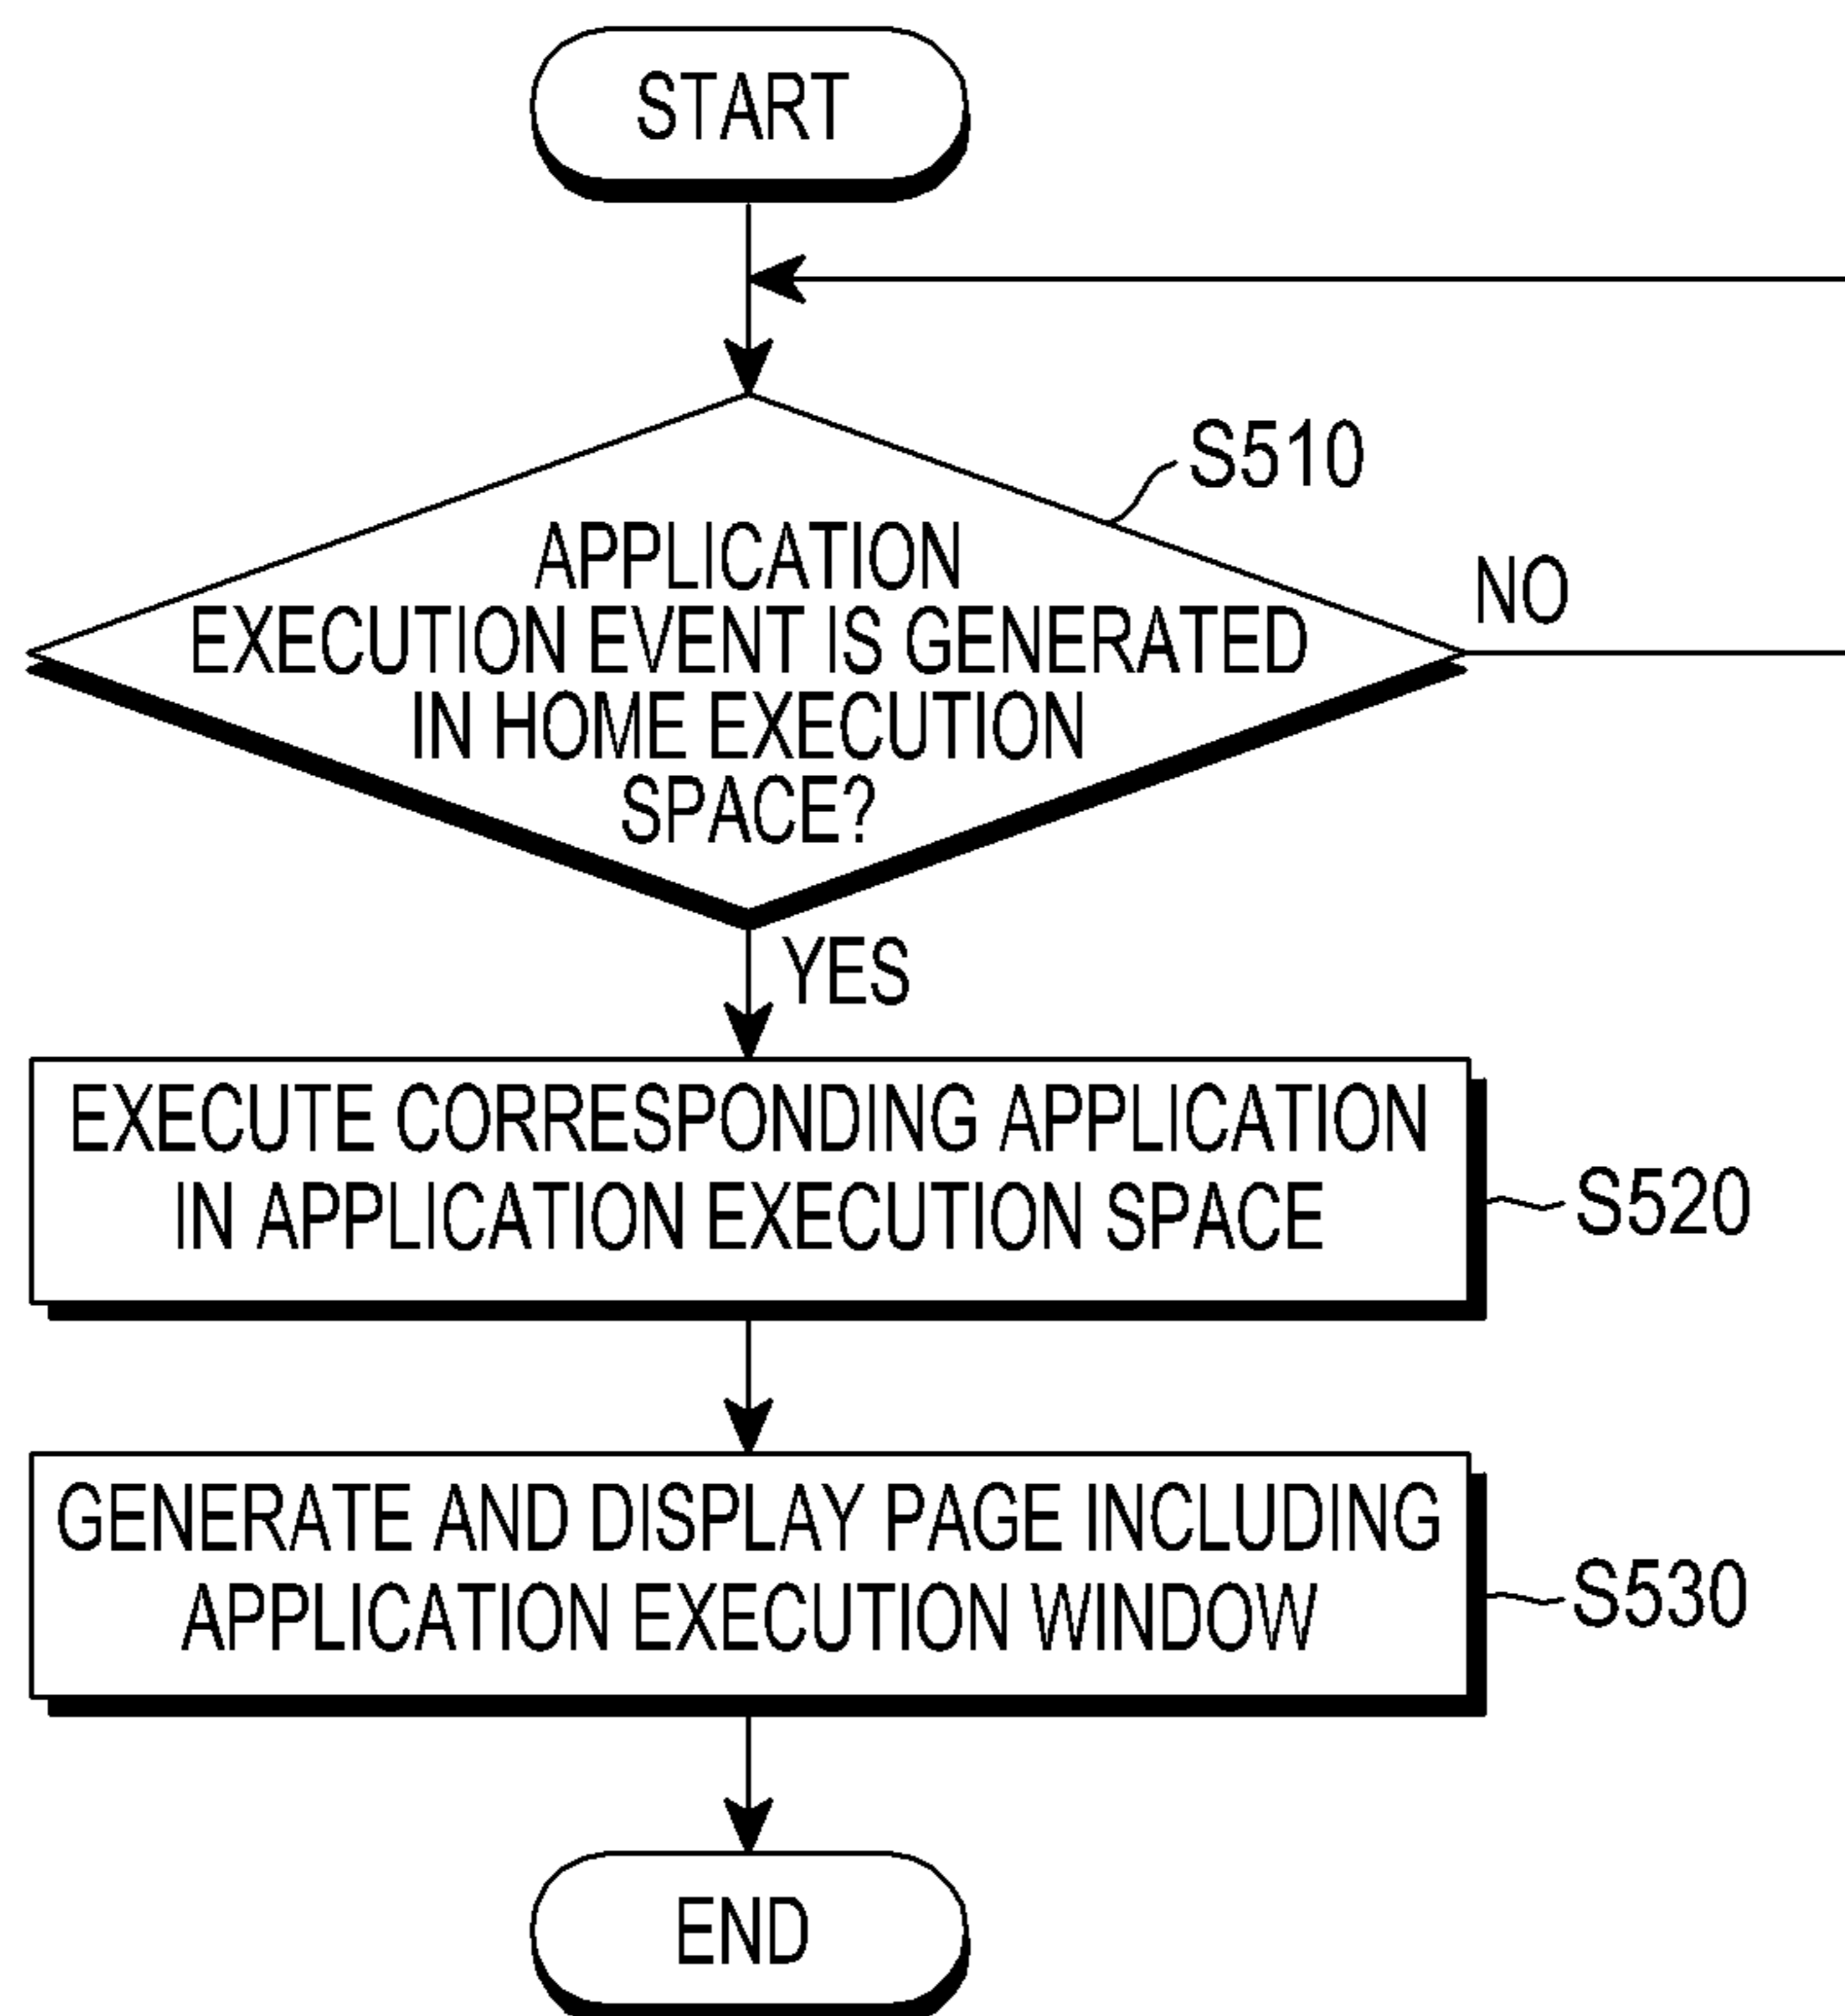 START
S510
APPLICATION
EXECUTION EVENT IS GENERATED
IN HOME EXECUTION
SPACE?
NO
YES
EXECUTE CORRESPONDING APPLICATION
IN APPLICATION EXECUTION SPACE
S520
GENERATE AND DISPLAY PAGE INCLUDING
APPLICATION EXECUTION WINDOW
S530
END